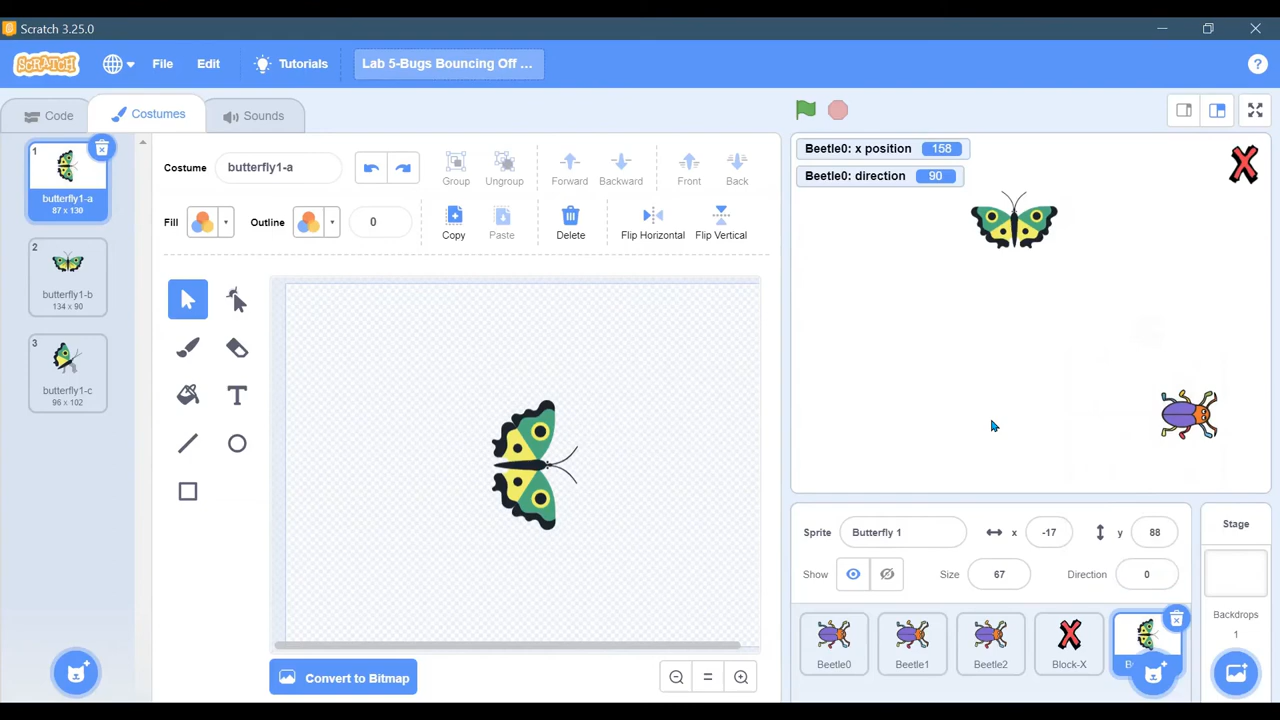 Scratch 3.25.0
SCRATCH File Edit Tutorials Lab 5-Bugs Bouncing Off ... ?
Code Costumes Sounds
1
butterfly1-a
87 x 130
2
butterfly1-b
134 x 90
3
butterfly1-c
96 x 102
Costume butterfly1-a Group Ungroup Forward Backward Front Back
Fill Outline 0 Copy Paste Delete Flip Horizontal Flip Vertical
T
Convert to Bitmap
Beetle0: x position 158
Beetle0: direction 90
X
Sprite Butterfly 1 x -17 y 88
Show Size 67 Direction 0
Beetle0 Beetle1 Beetle2 Block-X
Stage
Backdrops
1